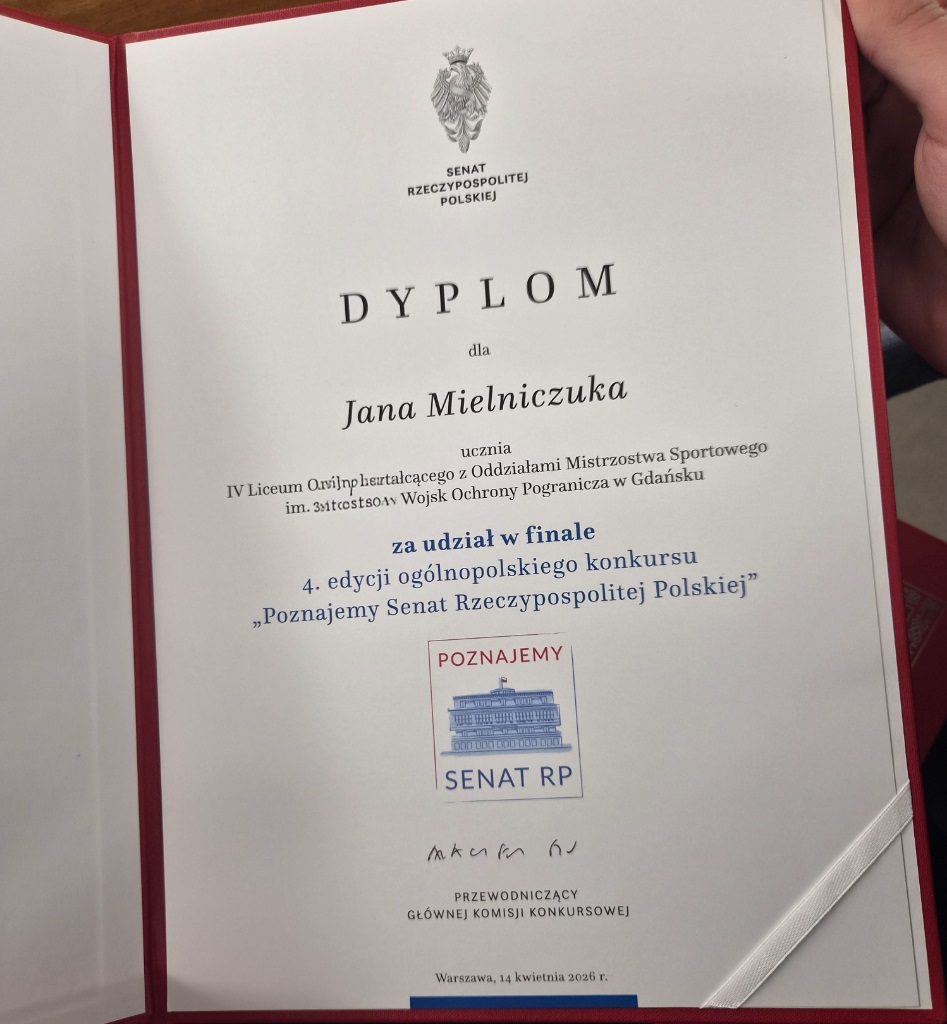 SENAT
RZECZYPOSPOLITEJ
POLSKIEJ
DYPLOM
dla
Jana Mielniczuka
ucznia
IV Liceum z Oddziałami Mistrzostwa Sportowego
im. Wojsk Ochrony Pogranicza w Gdańsku
za udział w finale
4. edycji ogólnopolskiego konkursu
„Poznajemy Senat Rzeczypospolitej Polskiej”
POZNAJEMY
SENAT RP
PRZEWODNICZĄCY
GŁÓWNEJ KOMISJI KONKURSOWEJ
Warszawa, 14 kwietnia 2026 r.